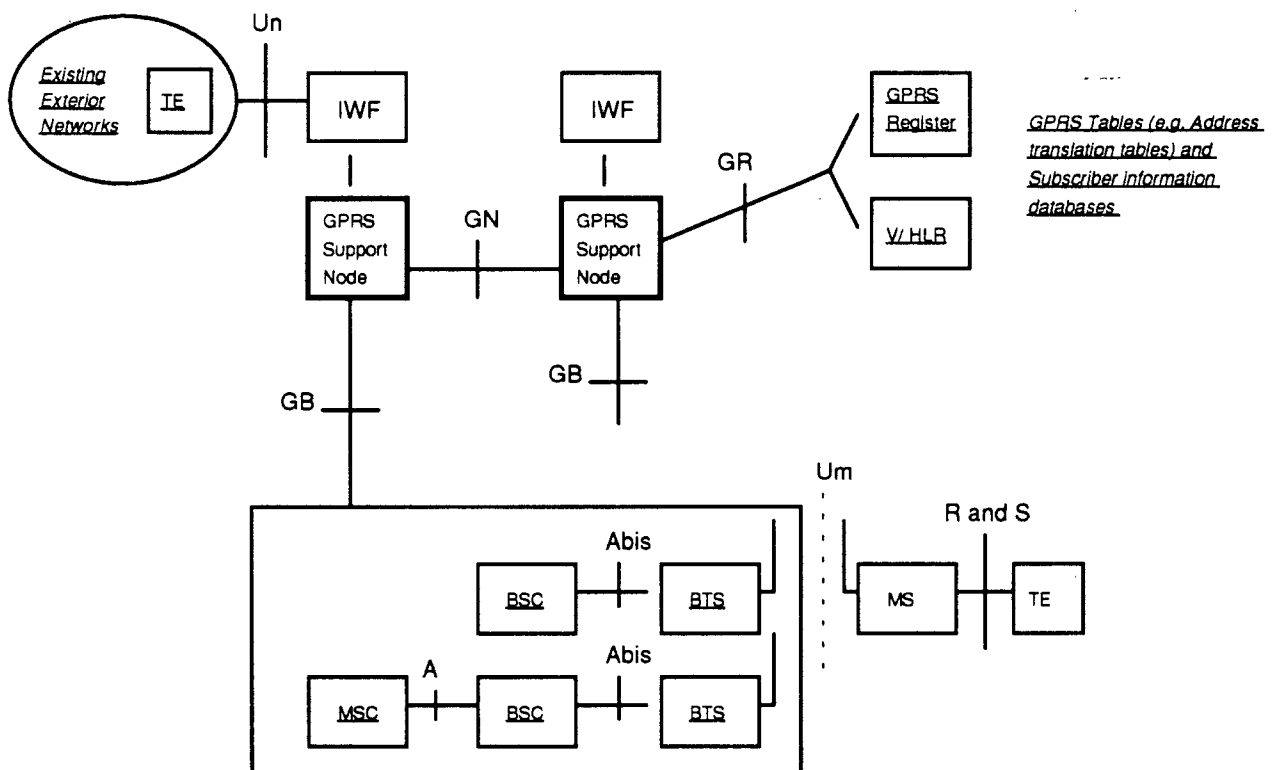 Un
Existing
Exterior
Networks
TE
IWF
IWF
GPRS
Register
GPRS Tables (e.g. Address
translation tables) and
Subscriber information
databases
GR
GPRS
Support
Node
GN
GPRS
Support
Node
V/ HLR
GB
GB
Um
R and S
Abis
BSC
BTS
MS
TE
Abis
A
MSC
BSC
BTS